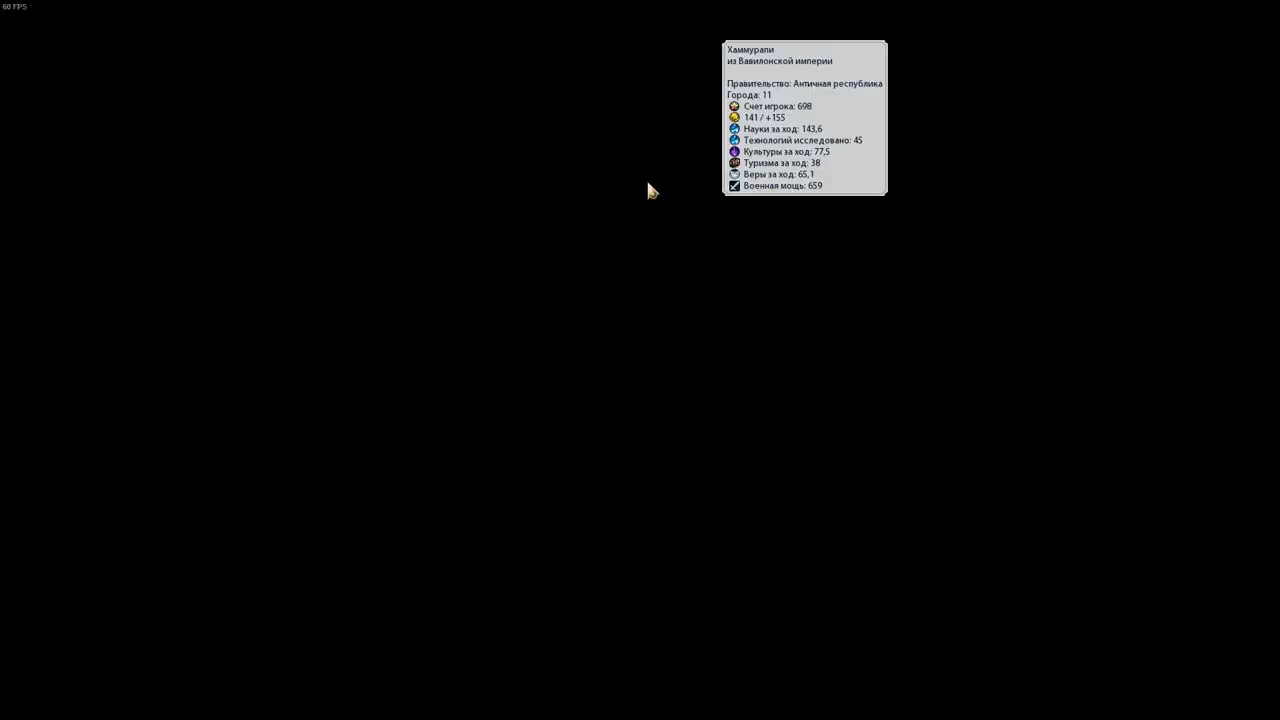 60 FPS
Хаммурапи
из Вавилонской империи
Правительство: Античная республика
Города: 11
Счет игрока: 698
141 / +155
Науки за ход: 143,6
Технологий исследовано: 45
Культуры за ход: 77,5
Туризма за ход: 38
Веры за ход: 65,1
Военная мощь: 659